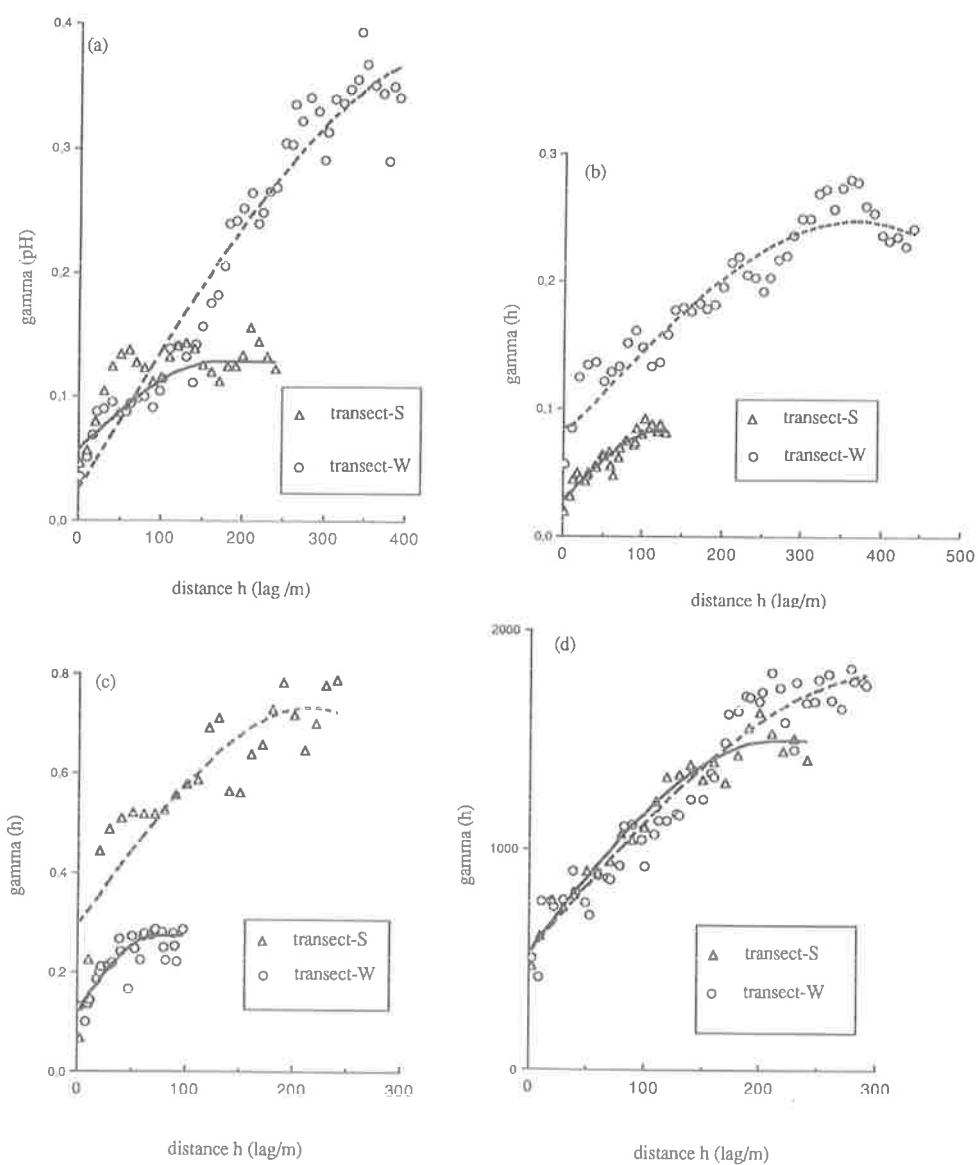 (a)
0,4
0,3
0,2
0,1
0,0
gamma (pH)
0
100
200
300
400
distance h (lag /m)
transect-S
transect-W
(b)
0,3
0,2
0,1
0,0
gamma (h)
0
100
200
300
400
500
distance h (lag/m)
transect-S
transect-W
(c)
0.8
0.6
0.4
0.2
0.0
gamma (h)
0
100
200
300
distance h (lag/m)
transect-S
transect-W
(d)
2000
1000
0
gamma (h)
0
100
200
300
distance h (lag/m)
transect-S
transect-W